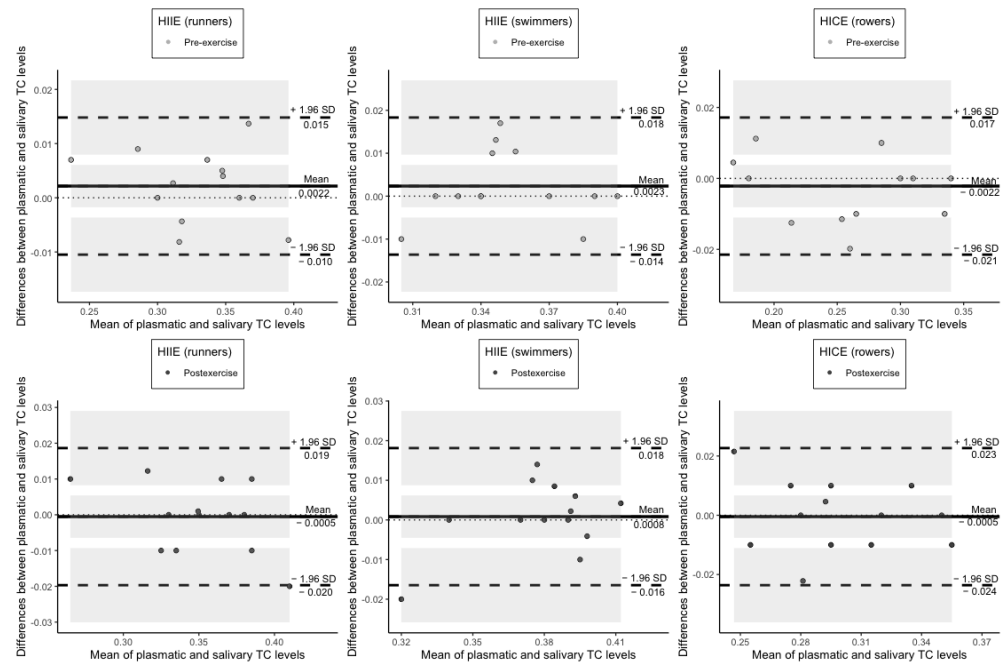 HIIE (runners)
Pre-exercise
Differences between plasmatic and salivary TC levels
0.02
0.01
0.00
-0.01
+ 1.96 SD
0.015
Mean
0.0022
− 1.96 SD
− 0.010
0.25
0.30
0.35
0.40
Mean of plasmatic and salivary TC levels
HIIE (swimmers)
Pre-exercise
Differences between plasmatic and salivary TC levels
0.02
0.01
0.00
-0.01
-0.02
+ 1.96 SD
0.018
Mean
0.0023
− 1.96 SD
− 0.014
0.31
0.34
0.37
0.40
Mean of plasmatic and salivary TC levels
HICE (rowers)
Pre-exercise
Differences between plasmatic and salivary TC levels
0.02
0.00
-0.02
+ 1.96 SD
0.017
Mean
− 0.0022
− 1.96 SD
− 0.021
0.20
0.25
0.30
0.35
Mean of plasmatic and salivary TC levels
HIIE (runners)
Postexercise
Differences between plasmatic and salivary TC levels
0.03
0.02
0.01
0.00
-0.01
-0.02
-0.03
+ 1.96 SD
0.019
Mean
− 0.0005
− 1.96 SD
− 0.020
0.30
0.35
0.40
Mean of plasmatic and salivary TC levels
HIIE (swimmers)
Postexercise
Differences between plasmatic and salivary TC levels
0.03
0.02
0.01
0.00
-0.01
-0.02
+ 1.96 SD
0.018
Mean
0.0008
− 1.96 SD
− 0.016
0.32
0.35
0.38
0.41
Mean of plasmatic and salivary TC levels
HICE (rowers)
Postexercise
Differences between plasmatic and salivary TC levels
0.02
0.00
-0.02
+ 1.96 SD
0.023
Mean
− 0.0005
− 1.96 SD
− 0.024
0.25
0.28
0.31
0.34
0.37
Mean of plasmatic and salivary TC levels